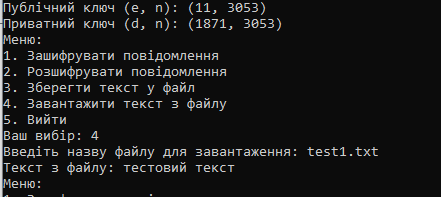 Публічний ключ (e, n): (11, 3053)
Приватний ключ (d, n): (1871, 3053)
Меню:
1. Зашифрувати повідомлення
2. Розшифрувати повідомлення
3. Зберегти текст у файл
4. Завантажити текст з файлу
5. Вийти
Ваш вибір: 4
Введіть назву файлу для завантаження: test1.txt
Текст з файлу: тестовий текст
Меню: